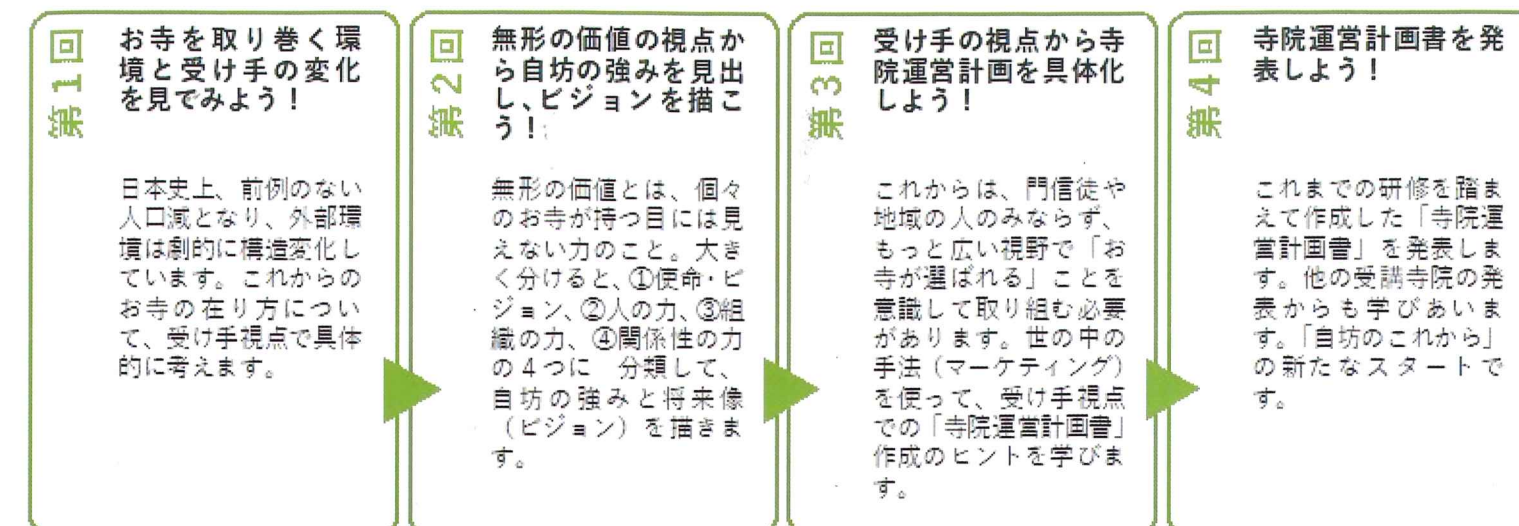 第1回
お寺を取り巻く環
境と受け手の変化
を見でみよう！
日本史上、前例のない
人口減となり、外部環
境は劇的に構造変化し
ています。これからの
お寺の在り方につい
て、受け手視点で具体
的に考えます。
第2回
無形の価値の視点か
ら自坊の強みを見出
し、ビジョンを描こ
う！
無形の価値とは、個々
のお寺が持つ目には見
えない力のこと。大き
く分けると、①使命・ビ
ジョン、②人の力、③組
織の力、④関係性の力
の４つに　分類して、
自坊の強みと将来像
（ビジョン）を描きま
す。
第3回
受け手の視点から寺
院運営計画を具体化
しよう！
これからは、門信徒や
地域の人のみならず、
もっと広い視野で「お
寺が選ばれる」ことを
意識して取り組む必要
があります。世の中の
手法（マーケティング）
を使って、受け手視点
での「寺院運営計画書」
作成のヒントを学びま
す。
第4回
寺院運営計画書を発
表しよう！
これまでの研修を踏ま
えて作成した「寺院運
営計画書」を発表しま
す。他の受講寺院の発
表からも学びあいま
す。「自坊のこれから」
の新たなスタートで
す。